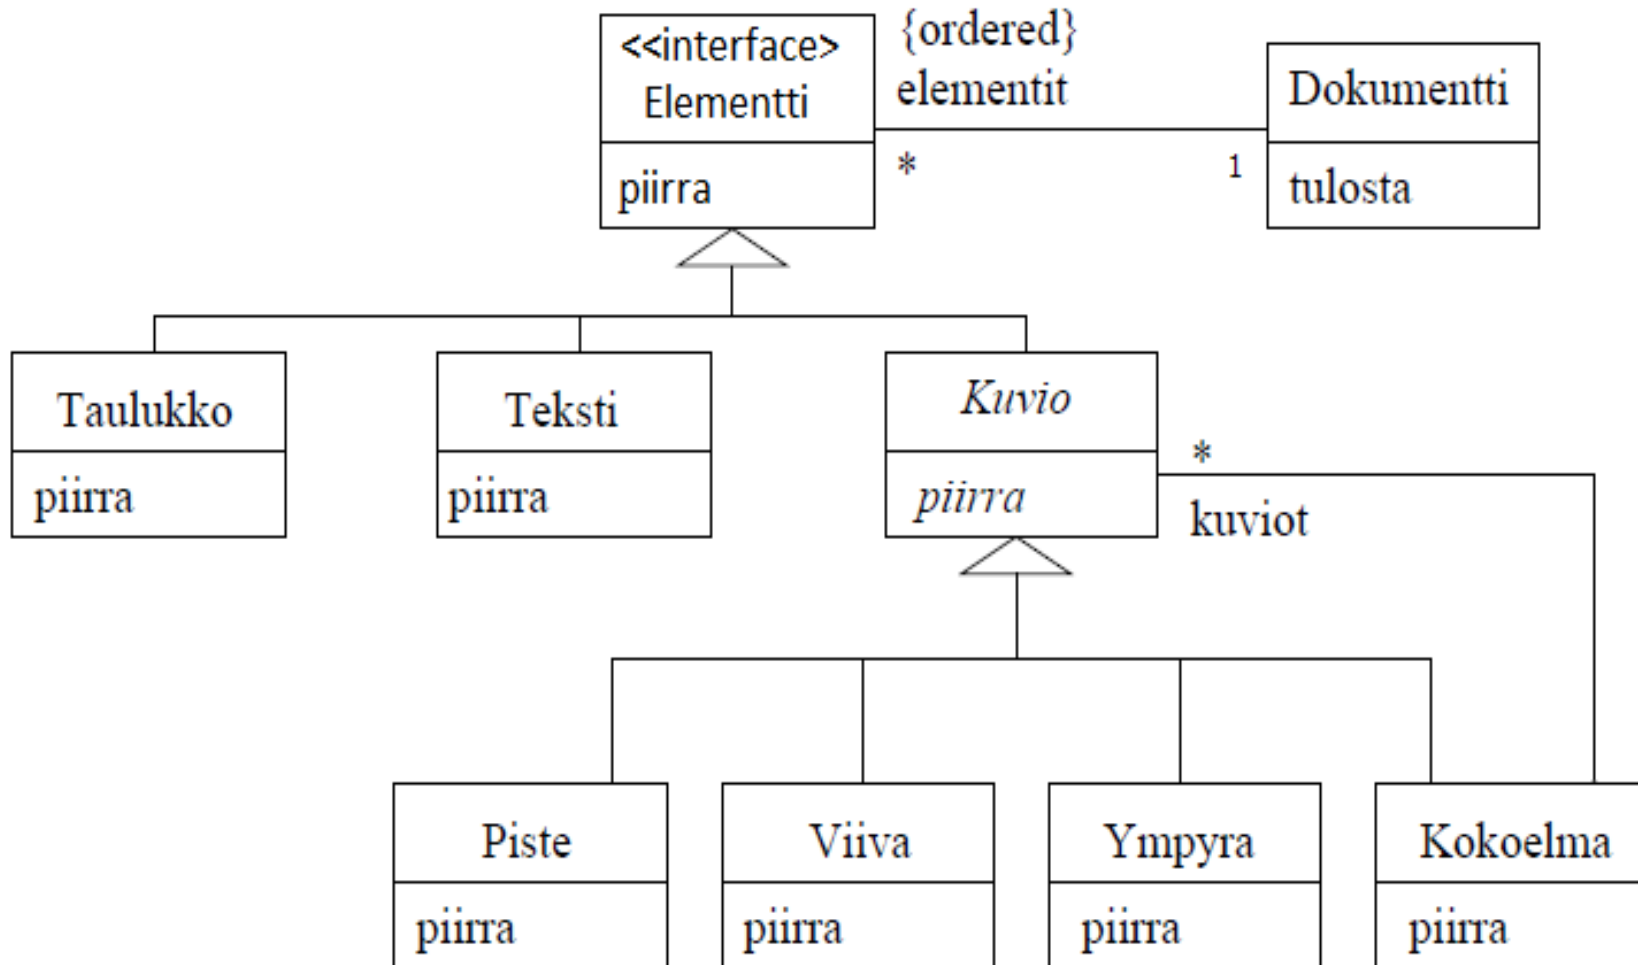 <<interface>
Elementti
piirra
{ordered}
elementit
*
1
Dokumentti
tulosta
Taulukko
piirra
Teksti
piirra
Kuvio
piirra
*
kuviot
Piste
piirra
Viiva
piirra
Ympyra
piirra
Kokoelma
piirra